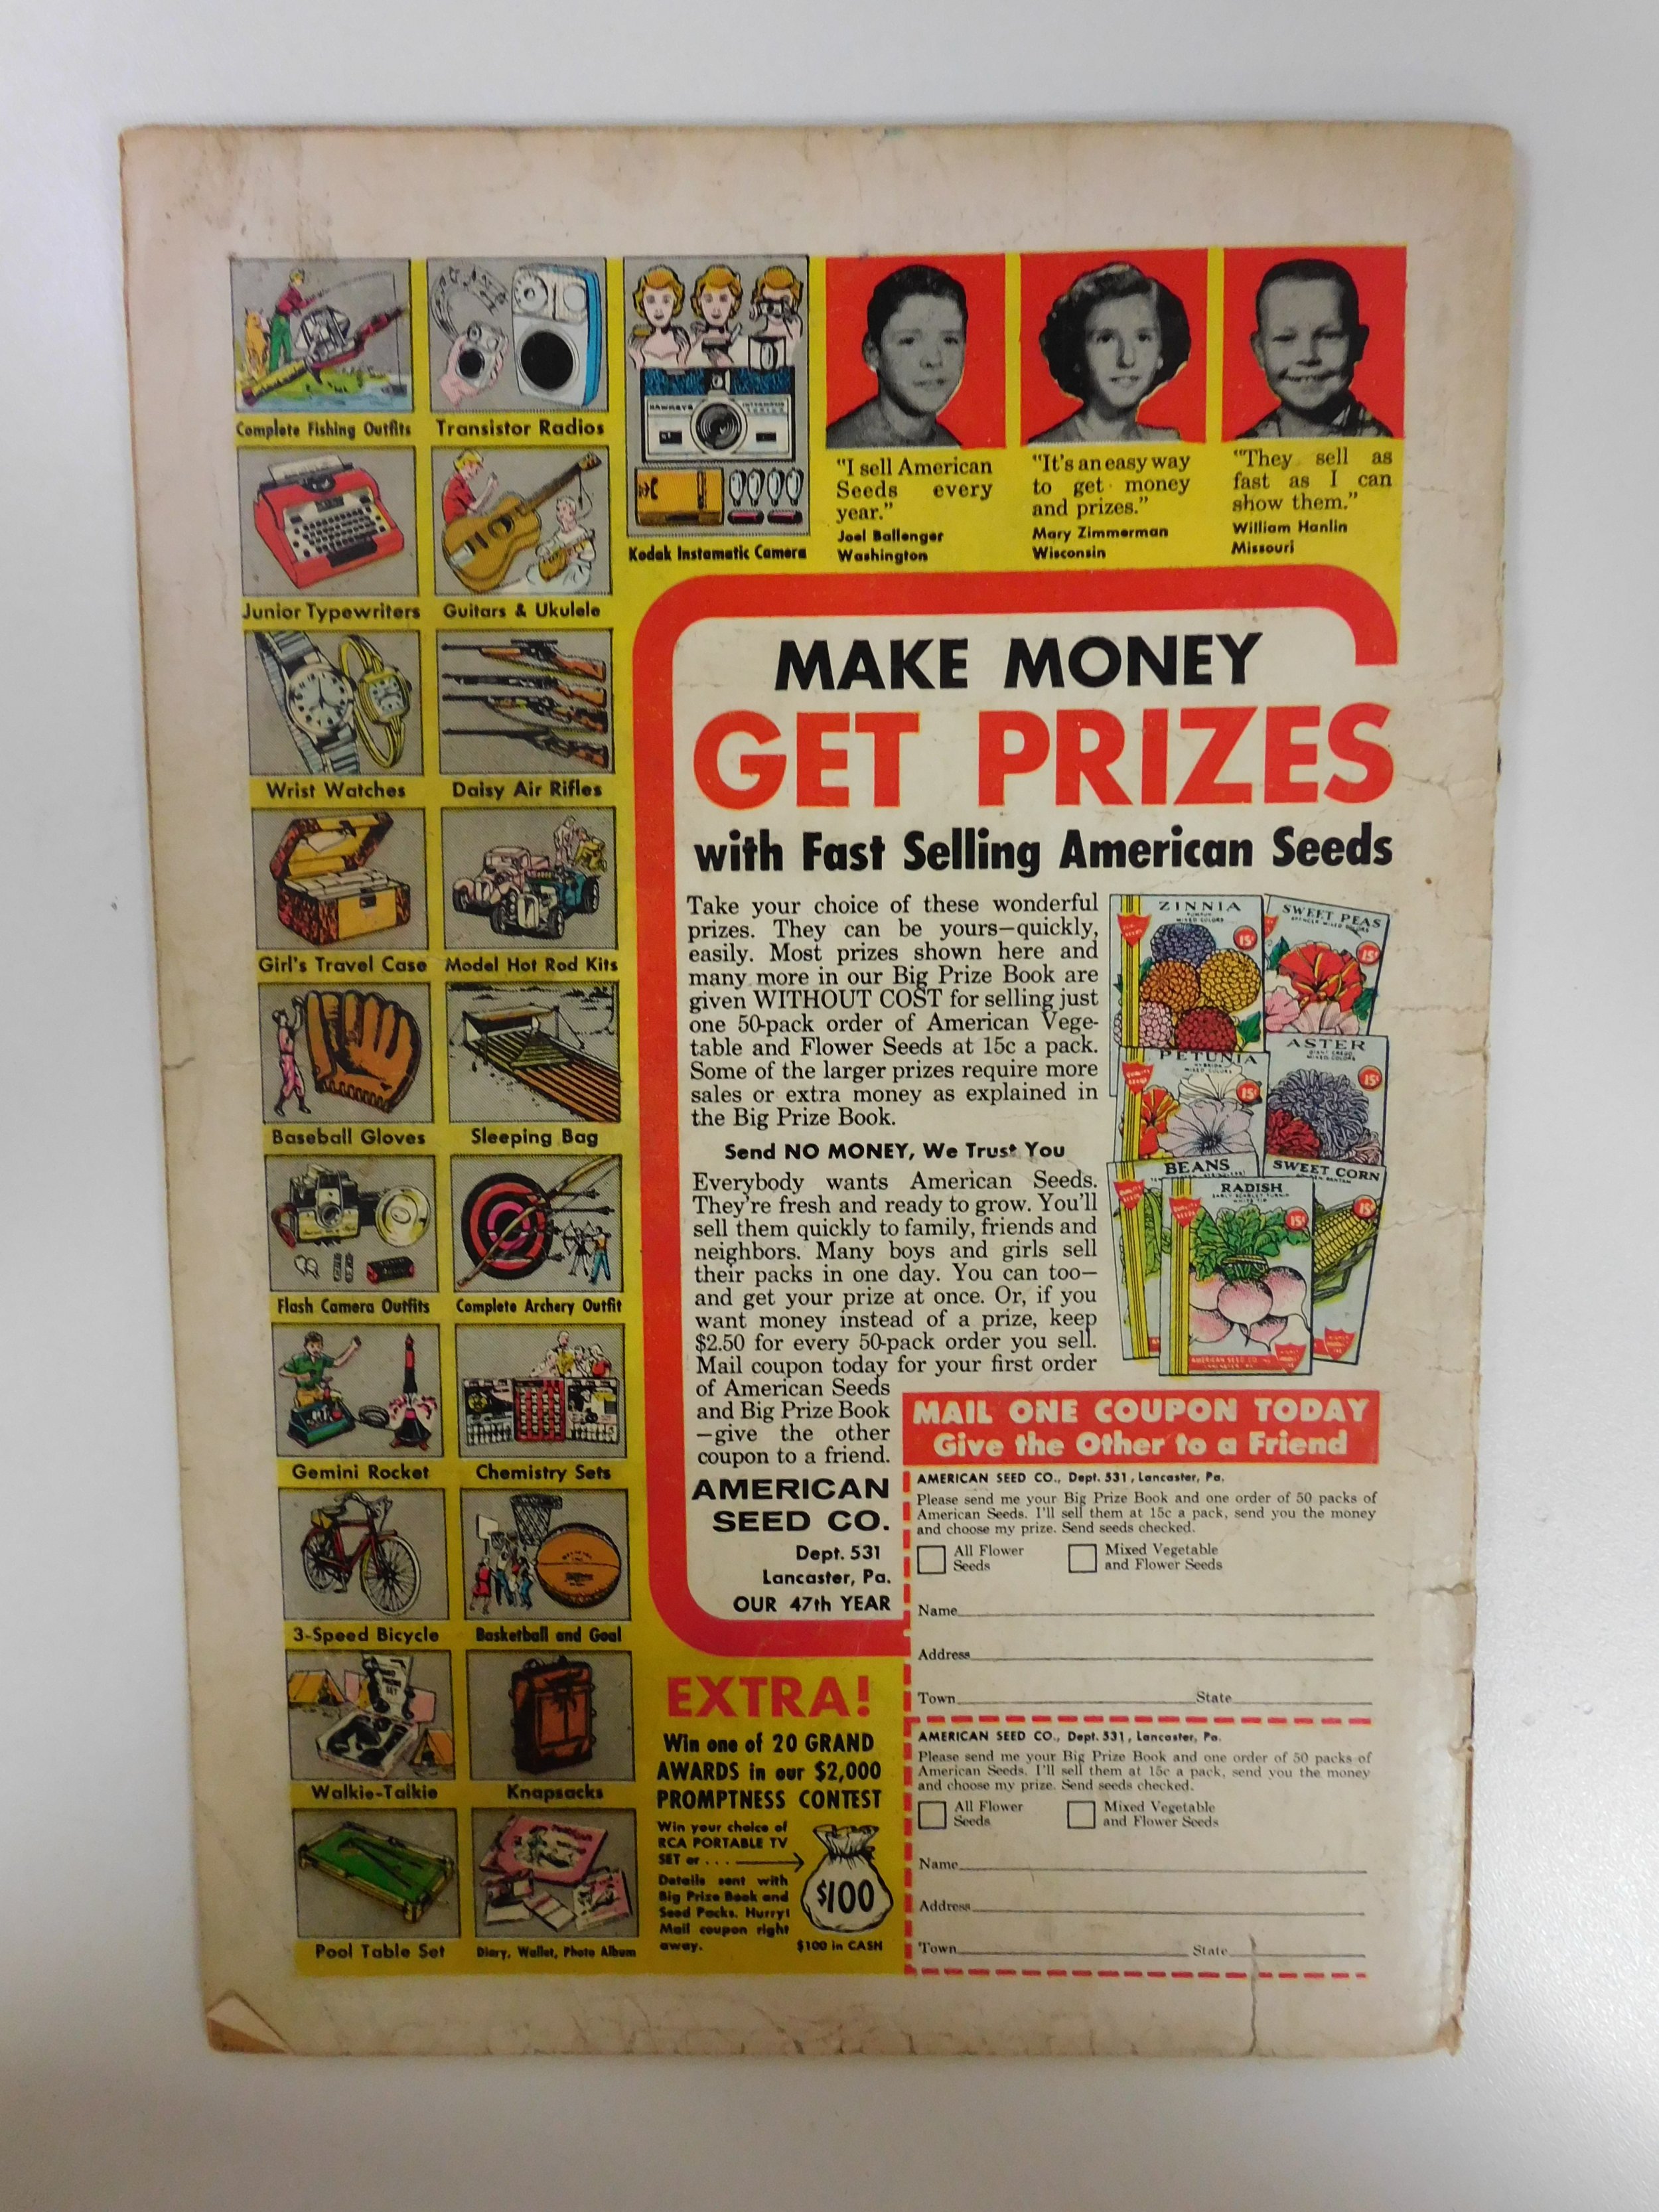 Complete Fishing Outfits
Transistor Radios
Kodak Instamatic Camera
Junior Typewriters
Guitars & Ukulele
Wrist Watches
Daisy Air Rifles
Girl's Travel Case
Model Hot Rod Kits
Baseball Gloves
Sleeping Bag
Flash Camera Outfits
Complete Archery Outfit
Gemini Rocket
Chemistry Sets
3-Speed Bicycle
Basketball and Goal
Walkie-Talkie
Knapsacks
Pool Table Set
Diary, Wallet, Photo Album
"I sell American
Seeds every
year."
Joel Ballenger
Washington
"It's an easy way
to get money
and prizes."
Mary Zimmerman
Wisconsin
"They sell as
fast as I can
show them."
William Hanlin
Missouri
MAKE MONEY
GET PRIZES
with Fast Selling American Seeds
Take your choice of these wonderful
prizes. They can be yours—quickly,
easily. Most prizes shown here and
many more in our Big Prize Book are
given WITHOUT COST for selling just
one 50-pack order of American Vege-
table and Flower Seeds at 15c a pack.
Some of the larger prizes require more
sales or extra money as explained in
the Big Prize Book.
Send NO MONEY, We Trust You
Everybody wants American Seeds.
They're fresh and ready to grow. You'll
sell them quickly to family, friends and
neighbors. Many boys and girls sell
their packs in one day. You can too—
and get your prize at once. Or, if you
want money instead of a prize, keep
$2.50 for every 50-pack order you sell.
Mail coupon today for your first order
of American Seeds
and Big Prize Book
—give the other
coupon to a friend.
AMERICAN
SEED CO.
Dept. 531
Lancaster, Pa.
OUR 47th YEAR
ZINNIA
MIXED COLORS
15¢
SWEET PEAS
15¢
PETUNIA
MIXED COLORS
15¢
ASTER
MIXED COLORS
15¢
BEANS
SWEET CORN
15¢
RADISH
15¢
AMERICAN SEED CO.
MAIL ONE COUPON TODAY
Give the Other to a Friend
AMERICAN SEED CO., Dept. 531, Lancaster, Pa.
Please send me your Big Prize Book and one order of 50 packs of
American Seeds. I'll sell them at 15c a pack, send you the money
and choose my prize. Send seeds checked.
All Flower
Seeds
Mixed Vegetable
and Flower Seeds
Name
Address
Town State
AMERICAN SEED CO., Dept. 531, Lancaster, Pa.
Please send me your Big Prize Book and one order of 50 packs of
American Seeds. I'll sell them at 15c a pack, send you the money
and choose my prize. Send seeds checked.
All Flower
Seeds
Mixed Vegetable
and Flower Seeds
Name
Address
Town State
EXTRA!
Win one of 20 GRAND
AWARDS in our $2,000
PROMPTNESS CONTEST
Win your choice of
RCA PORTABLE TV
SET or . . .
Details sent with
Big Prize Book and
Seed Packs. Hurry!
Mail coupon right
away.
$100
$100 in CASH